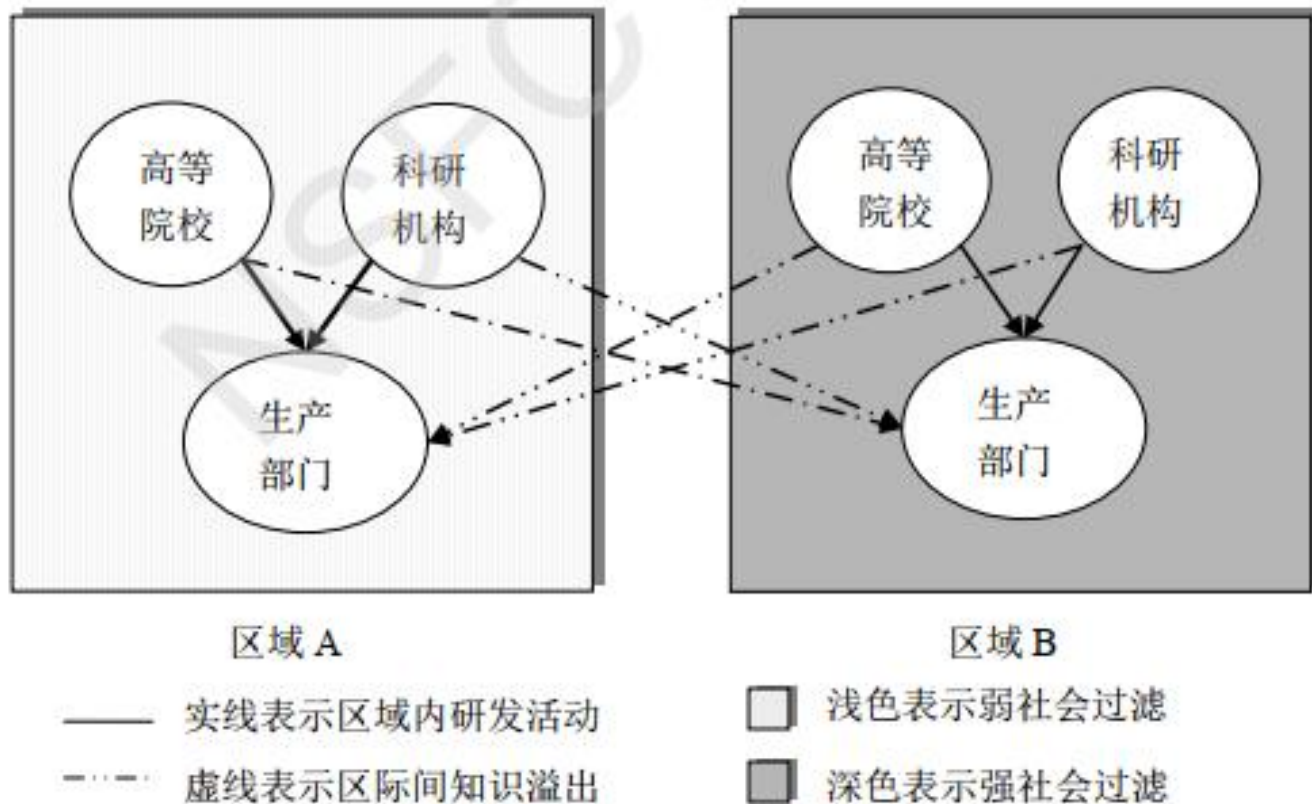 NSFC
高等
院校
科研
机构
生产
部门
高等
院校
科研
机构
生产
部门
区域 A
区域 B
实线表示区域内研发活动
虚线表示区际间知识溢出
浅色表示弱社会过滤
深色表示强社会过滤